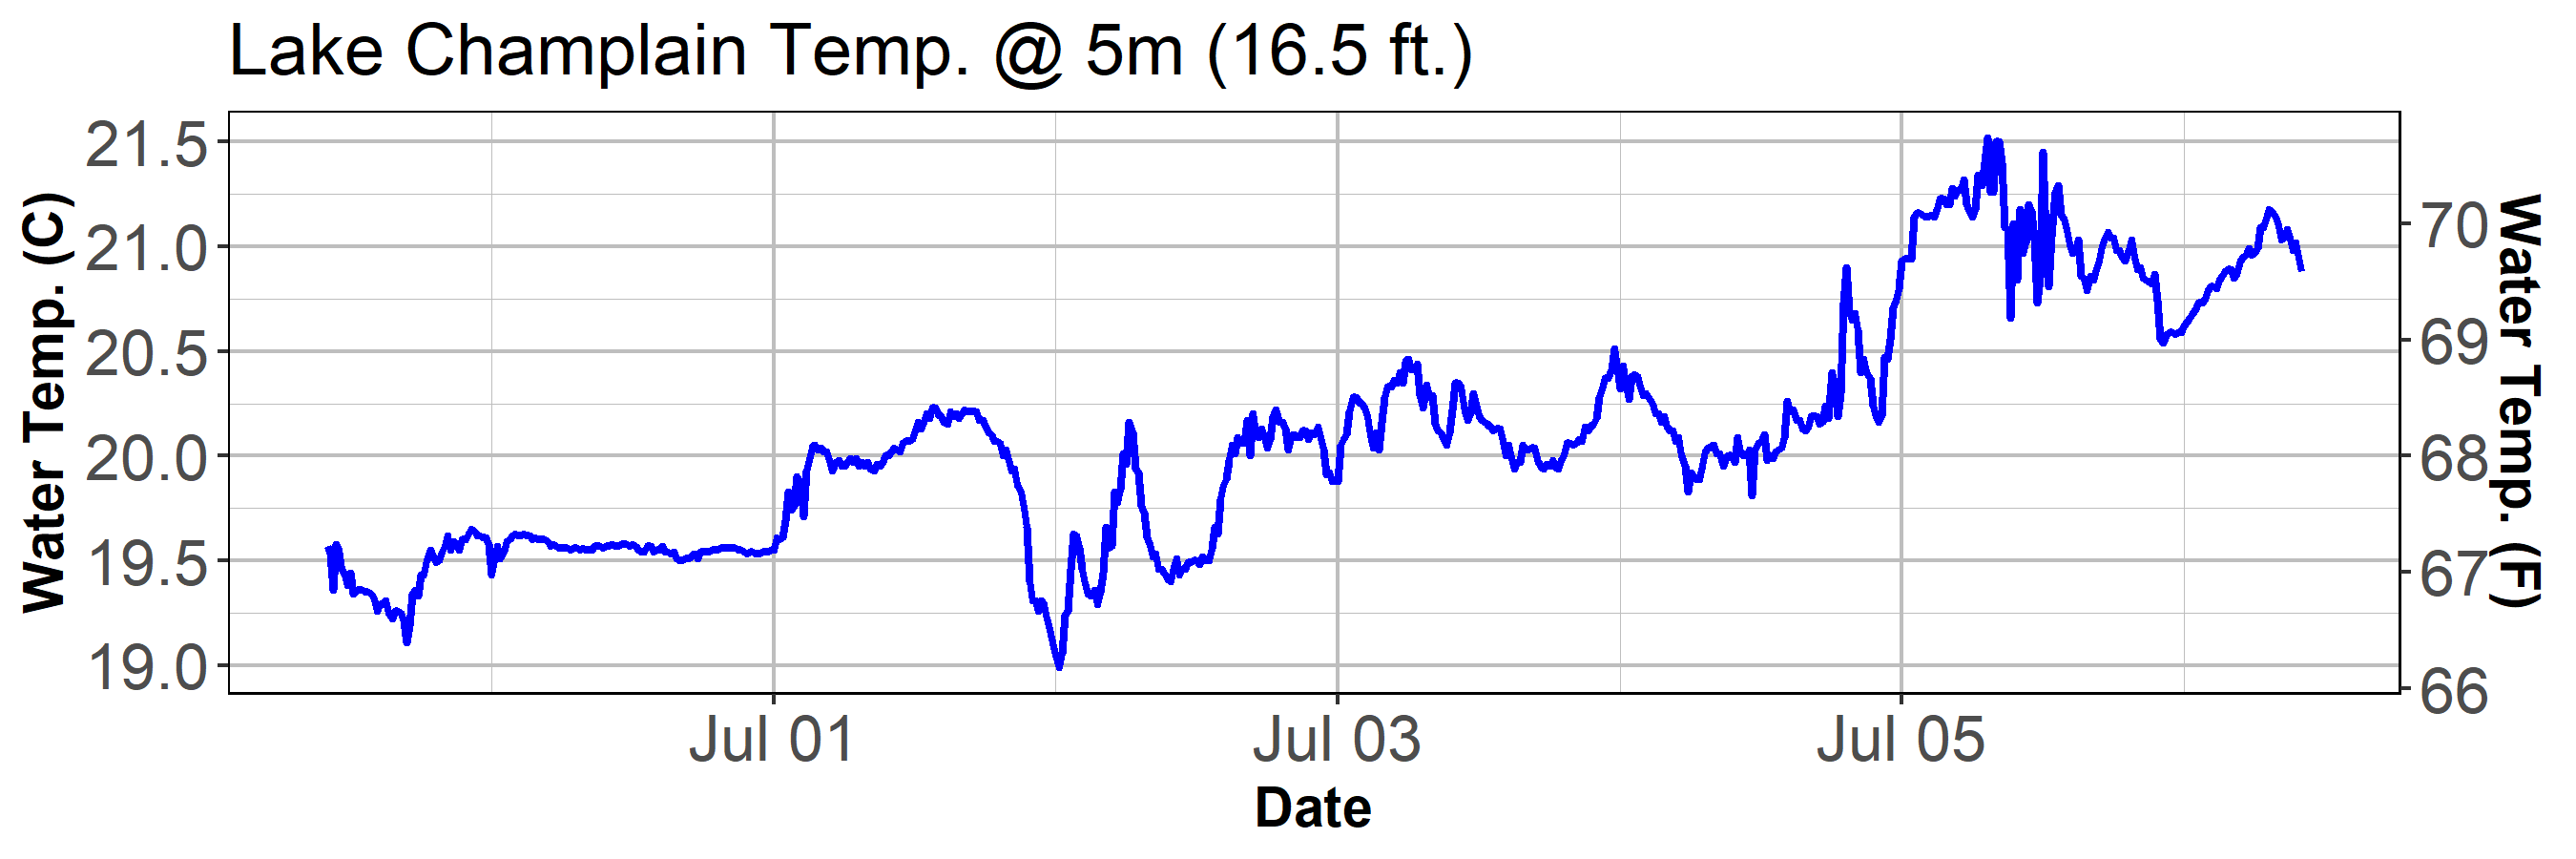 Lake Champlain Temp. @ 5m (16.5 ft.)
Water Temp. (C)
21.5
21.0
20.5
20.0
19.5
19.0
70
69
68
67
66
Water Temp. (F)
Jul 01
Jul 03
Jul 05
Date